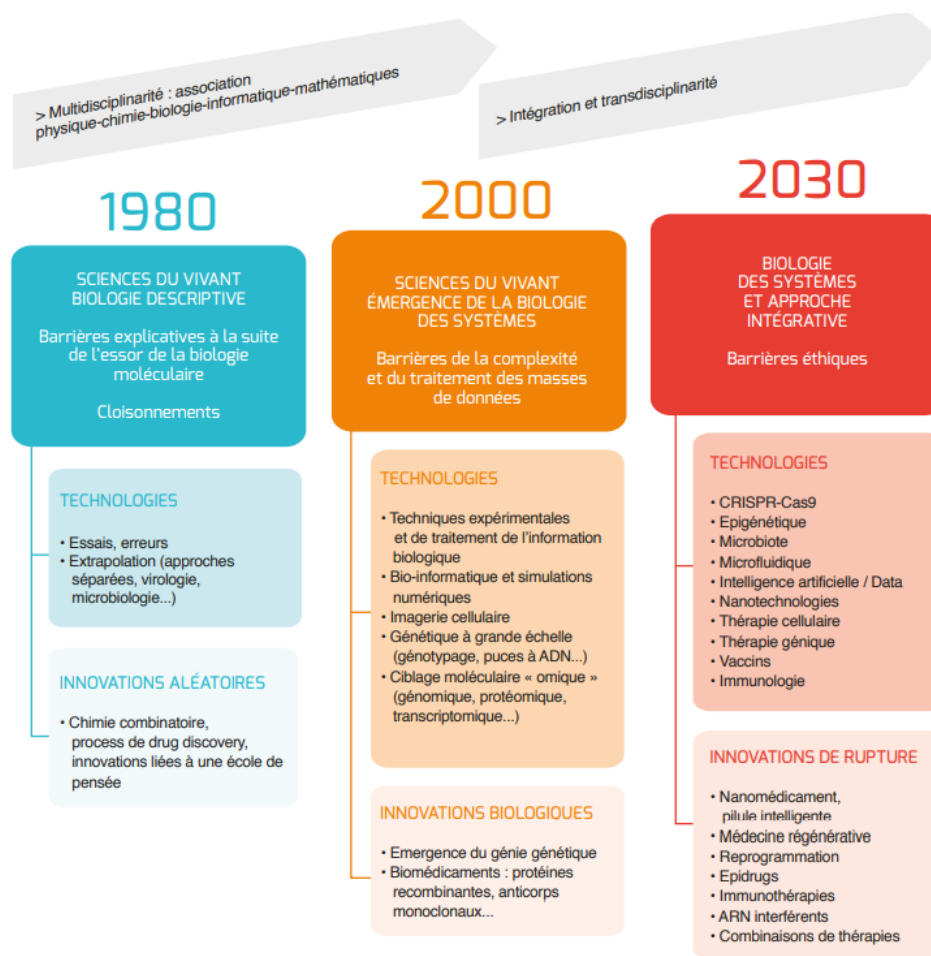 > Multidisciplinarité : association
physique-chimie-biologie-informatique-mathématiques
> Intégration et transdisciplinarité
1980
SCIENCES DU VIVANT
BIOLOGIE DESCRIPTIVE
Barrières explicatives à la suite
de l'essor de la biologie
moléculaire
Cloisonnements
TECHNOLOGIES
• Essais, erreurs
• Extrapolation (approches
séparées, virologie,
microbiologie...)
INNOVATIONS ALÉATOIRES
• Chimie combinatoire,
process de drug discovery,
innovations liées à une école de
pensée
2000
SCIENCES DU VIVANT
ÉMERGENCE DE LA BIOLOGIE
DES SYSTÈMES
Barrières de la complexité
et du traitement des masses
de données
TECHNOLOGIES
• Techniques expérimentales
et de traitement de l'information
biologique
• Bio-informatique et simulations
numériques
• Imagerie cellulaire
• Génétique à grande échelle
(génotypage, puces à ADN...)
• Ciblage moléculaire « omique »
(génomique, protéomique,
transcriptomique...)
INNOVATIONS BIOLOGIQUES
• Emergence du génie génétique
• Biomédicaments : protéines
recombinantes, anticorps
monoclonaux...
2030
BIOLOGIE
DES SYSTÈMES
ET APPROCHE
INTÉGRATIVE
Barrières éthiques
TECHNOLOGIES
• CRISPR-Cas9
• Epigénétique
• Microbiote
• Microfluidique
• Intelligence artificielle / Data
• Nanotechnologies
• Thérapie cellulaire
• Thérapie génique
• Vaccins
• Immunologie
INNOVATIONS DE RUPTURE
• Nanomédicament,
pilule intelligente
• Médecine régénérative
• Reprogrammation
• Epidrugs
• Immunothérapies
• ARN interférents
• Combinaisons de thérapies